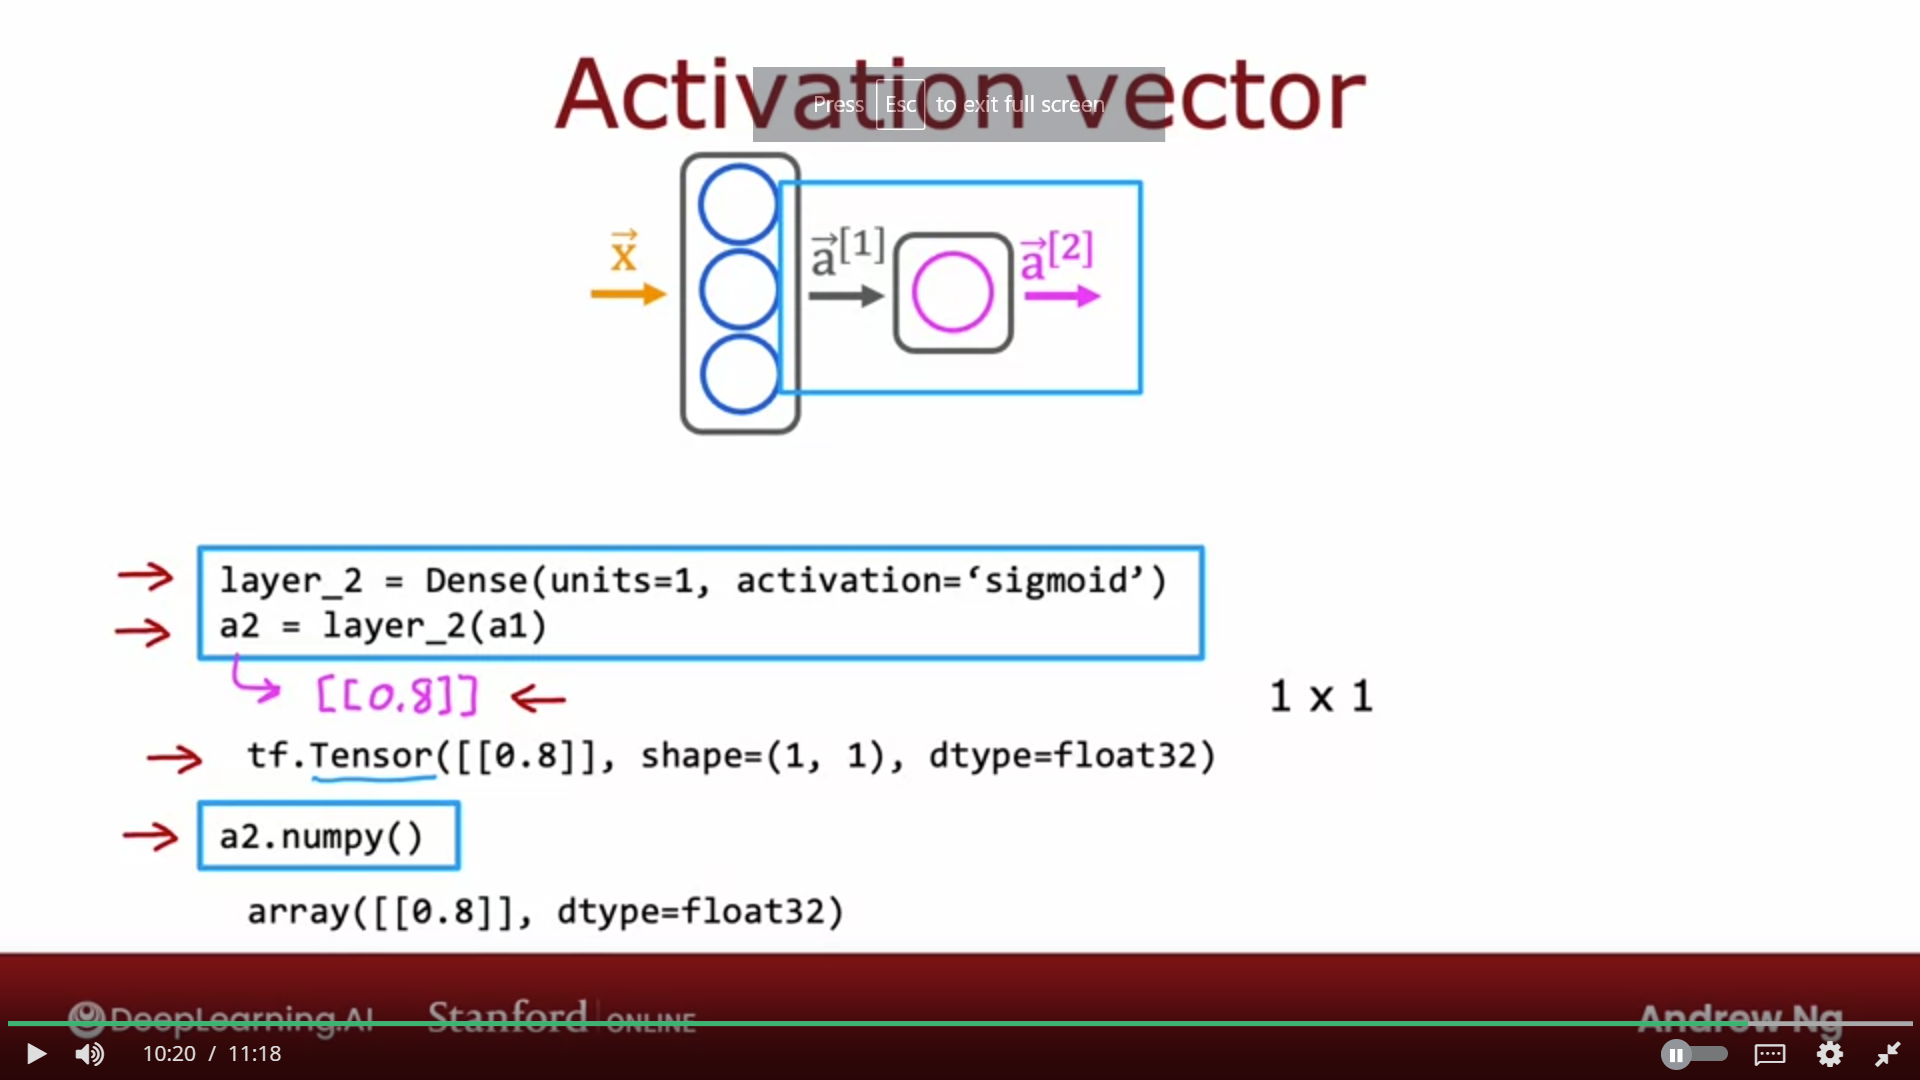 Activation vector
Press Esc to exit full screen
x⃗
a⃗[1]
a⃗[2]
layer_2 = Dense(units=1, activation=‘sigmoid’)
a2 = layer_2(a1)
[[0.8]]
1 x 1
tf.Tensor([[0.8]], shape=(1, 1), dtype=float32)
a2.numpy()
array([[0.8]], dtype=float32)
DeepLearning.AI
Stanford ONLINE
Andrew Ng
10:20 / 11:18